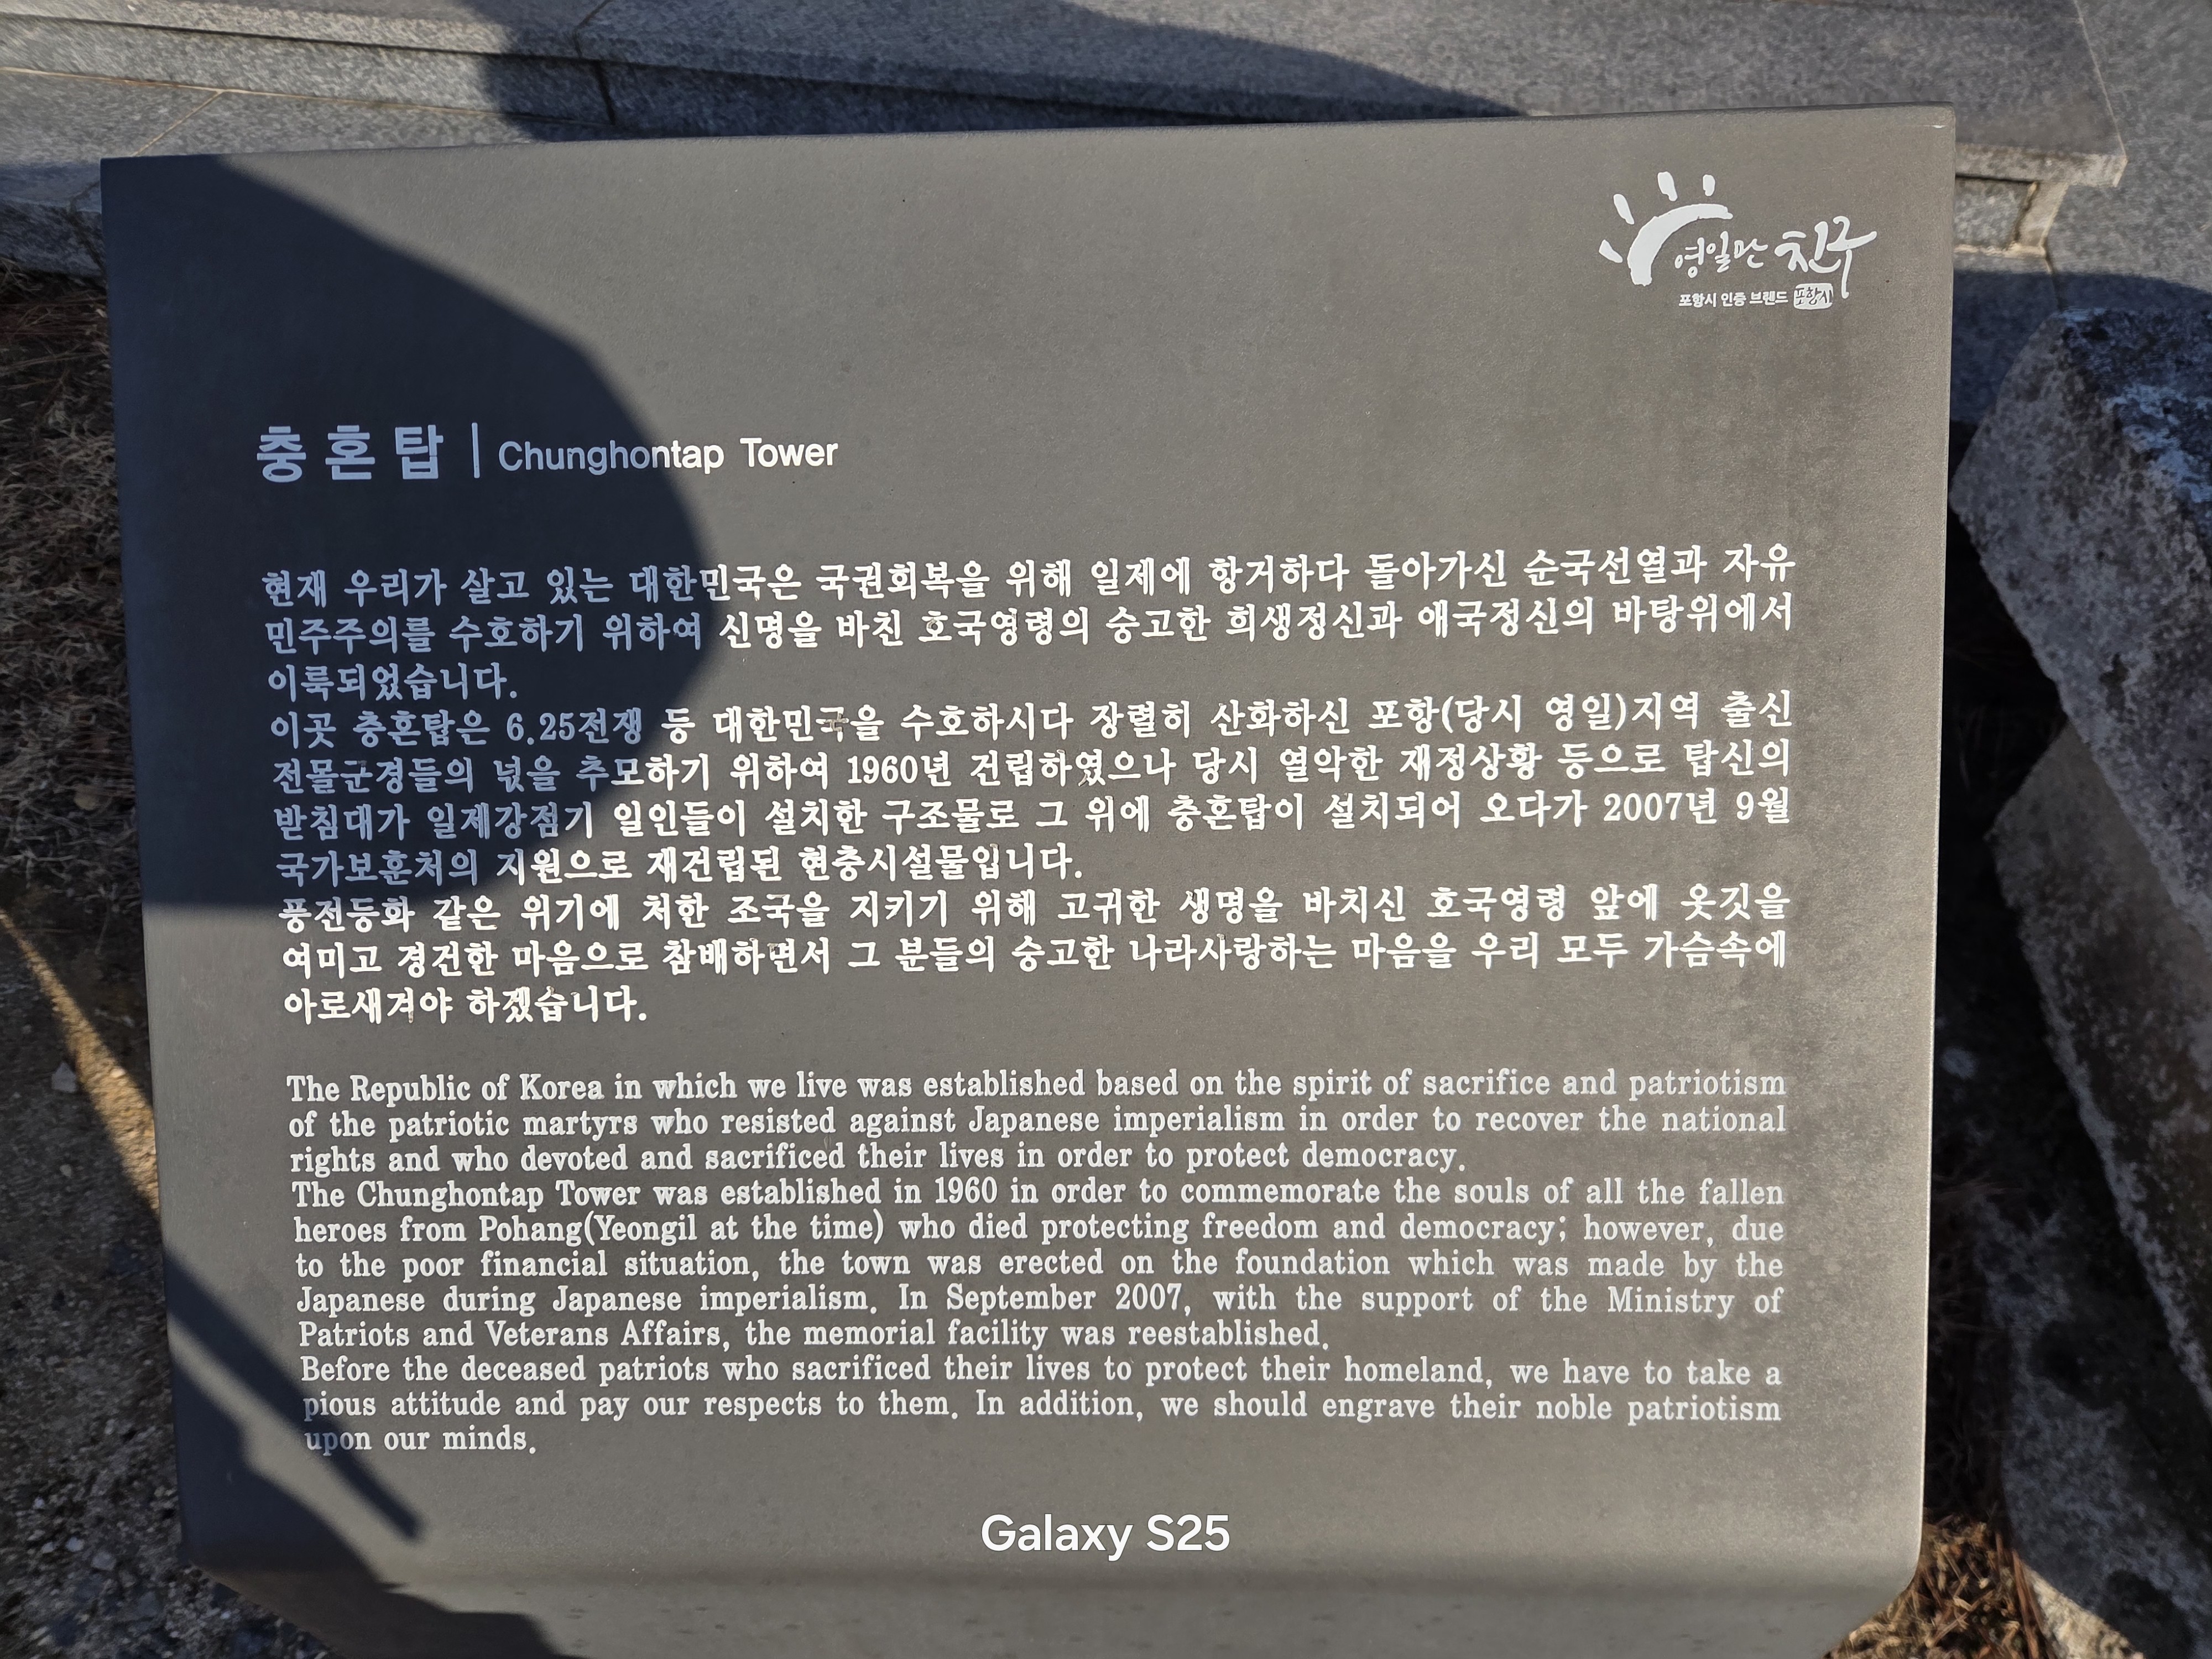 영일만 친구
포항시 인증 브랜드 포항시
충혼탑 | Chunghontap Tower
현재 우리가 살고 있는 대한민국은 국권회복을 위해 일제에 항거하다 돌아가신 순국선열과 자유
민주주의를 수호하기 위하여 신명을 바친 호국영령의 숭고한 희생정신과 애국정신의 바탕위에서
이룩되었습니다.
이곳 충혼탑은 6.25전쟁 등 대한민국을 수호하시다 장렬히 산화하신 포항(당시 영일)지역 출신
전몰군경들의 넋을 추모하기 위하여 1960년 건립하였으나 당시 열악한 재정상황 등으로 탑신의
받침대가 일제강점기 일인들이 설치한 구조물로 그 위에 충혼탑이 설치되어 오다가 2007년 9월
국가보훈처의 지원으로 재건립된 현충시설물입니다.
풍전등화 같은 위기에 처한 조국을 지키기 위해 고귀한 생명을 바치신 호국영령 앞에 옷깃을
여미고 경건한 마음으로 참배하면서 그 분들의 숭고한 나라사랑하는 마음을 우리 모두 가슴속에
아로새겨야 하겠습니다.
The Republic of Korea in which we live was established based on the spirit of sacrifice and patriotism
of the patriotic martyrs who resisted against Japanese imperialism in order to recover the national
rights and who devoted and sacrificed their lives in order to protect democracy.
The Chunghontap Tower was established in 1960 in order to commemorate the souls of all the fallen
heroes from Pohang(Yeongil at the time) who died protecting freedom and democracy; however, due
to the poor financial situation, the town was erected on the foundation which was made by the
Japanese during Japanese imperialism. In September 2007, with the support of the Ministry of
Patriots and Veterans Affairs, the memorial facility was reestablished.
Before the deceased patriots who sacrificed their lives to protect their homeland, we have to take a
pious attitude and pay our respects to them. In addition, we should engrave their noble patriotism
upon our minds.
Galaxy S25